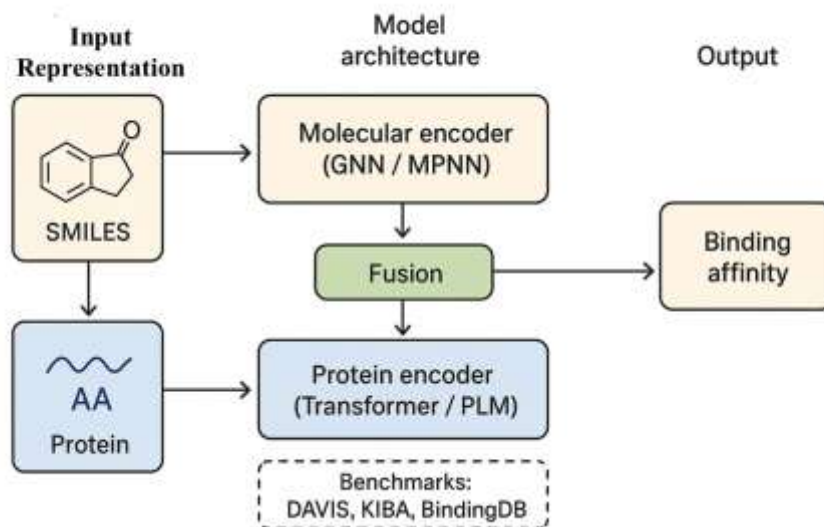 Input
Representation
Model
architecture
Output
O
SMILES
Molecular encoder
(GNN / MPNN)
Fusion
Binding
affinity
AA
Protein
Protein encoder
(Transformer / PLM)
Benchmarks:
DAVIS, KIBA, BindingDB